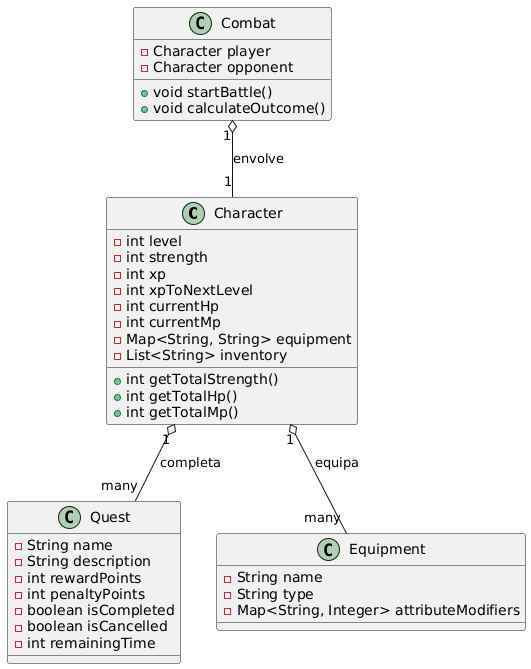 C Combat
Character player
Character opponent
void startBattle()
void calculateOutcome()
1
envolve
1
C Character
int level
int strength
int xp
int xpToNextLevel
int currentHp
int currentMp
Map<String, String> equipment
List<String> inventory
int getTotalStrength()
int getTotalHp()
int getTotalMp()
1
1
completa
equipa
many
many
C Quest
String name
String description
int rewardPoints
int penaltyPoints
boolean isCompleted
boolean isCancelled
int remainingTime
C Equipment
String name
String type
Map<String, Integer> attributeModifiers